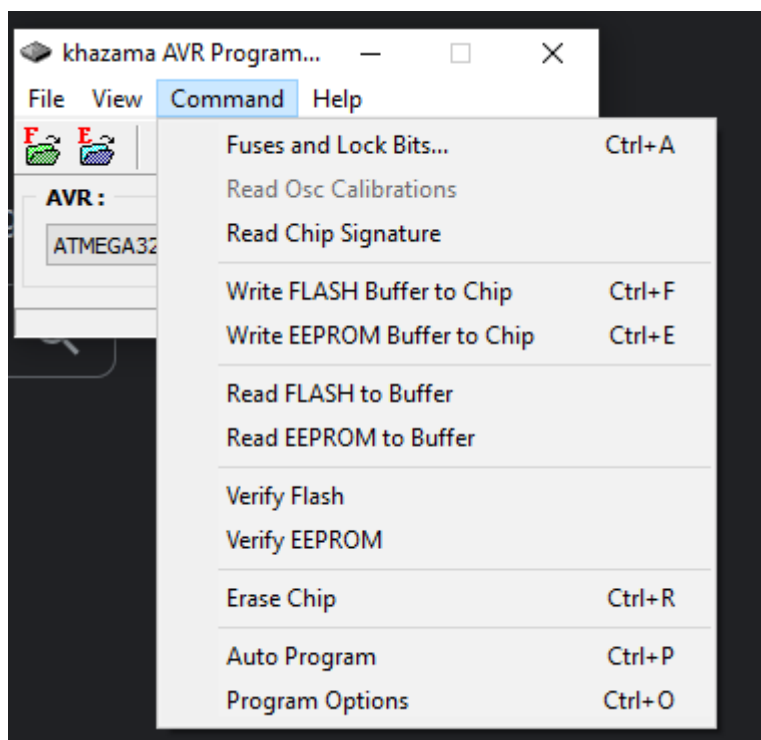 khazama AVR Program...
File View Command Help
F E
AVR :
ATMEGA32
Fuses and Lock Bits... Ctrl+A
Read Osc Calibrations
Read Chip Signature
Write FLASH Buffer to Chip Ctrl+F
Write EEPROM Buffer to Chip Ctrl+E
Read FLASH to Buffer
Read EEPROM to Buffer
Verify Flash
Verify EEPROM
Erase Chip Ctrl+R
Auto Program Ctrl+P
Program Options Ctrl+O